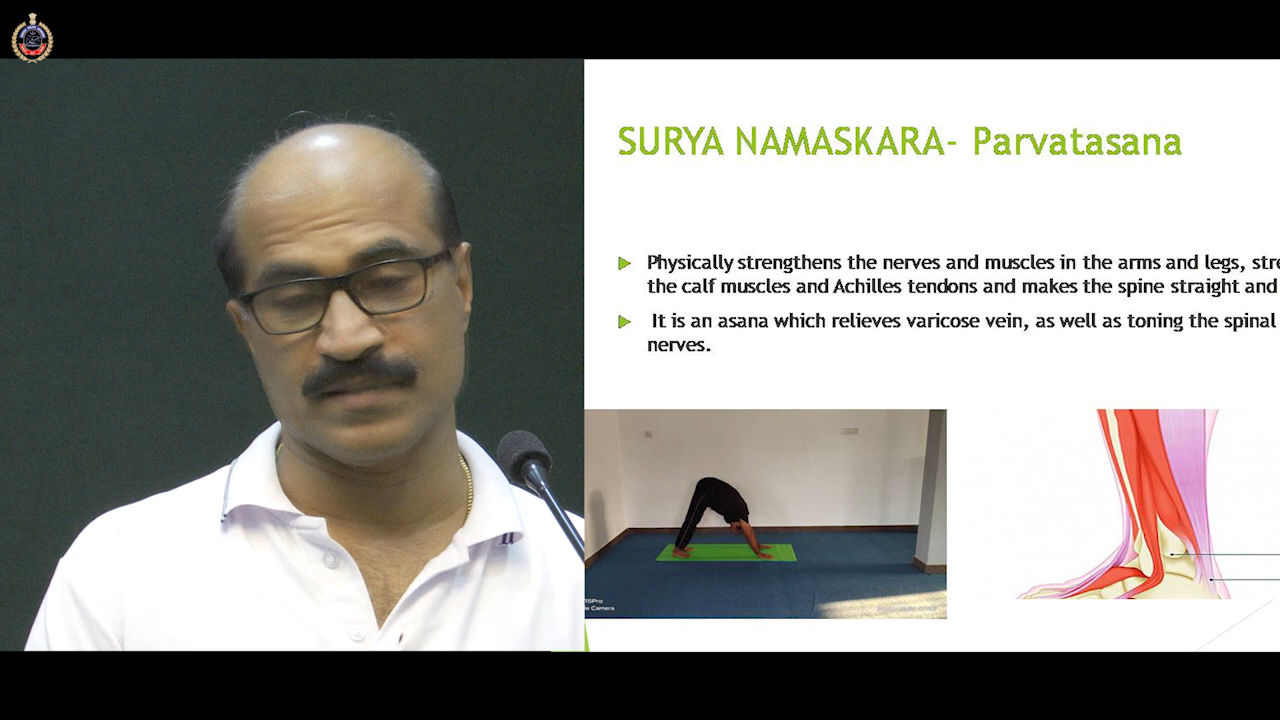 SURYA NAMASKARA- Parvatasana
Physically strengthens the nerves and muscles in the arms and legs,
the calf muscles and Achilles tendons and makes the spine straight and
It is an asana which relieves varicose vein, as well as toning the spinal
nerves.